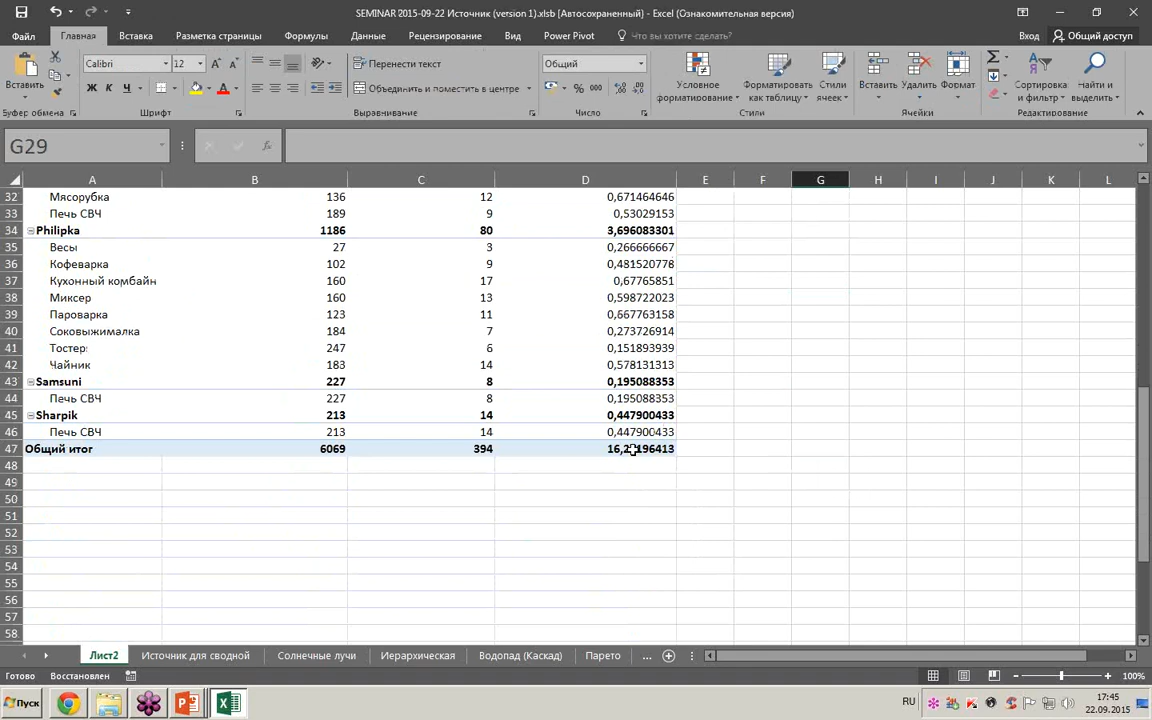 SEMINAR 2015-09-22 Источник (version 1).xlsb [Автосохраненный] - Excel (Ознакомительная версия)
Файл Главная Вставка Разметка страницы Формулы Данные Рецензирование Вид Power Pivot Что вы хотите сделать? Вход Общий доступ
Calibri 12 Перенести текст Общий
Вставить Условное форматирование Форматировать как таблицу Стили ячеек Вставить Удалить Формат Сортировка и фильтр Найти и выделить
Ж К Ч Объединить и поместить в центре % 000
Буфер обмена Шрифт Выравнивание Число Стили Ячейки Редактирование
G29
A B C D E F G H I J K L
32 Мясорубка 136 12 0,671464646
33 Печь СВЧ 189 9 0,53029153
34 Philipka 1186 80 3,696083301
35 Весы 27 3 0,266666667
36 Кофеварка 102 9 0,481520778
37 Кухонный комбайн 160 17 0,67765851
38 Миксер 160 13 0,598722023
39 Пароварка 123 11 0,667763158
40 Соковыжималка 184 7 0,273726914
41 Тостер 247 6 0,151893939
42 Чайник 183 14 0,578131313
43 Samsuni 227 8 0,195088353
44 Печь СВЧ 227 8 0,195088353
45 Sharpik 213 14 0,447900433
46 Печь СВЧ 213 14 0,447900433
47 Общий итог 6069 394
48
49
50
51
52
53
54
55
56
57
58
Лист2 Источник для сводной Солнечные лучи Иерархическая Водопад (Каскад) Парето ...
Готово Восстановлен 100%
Пуск RU 17:45
22.09.2015